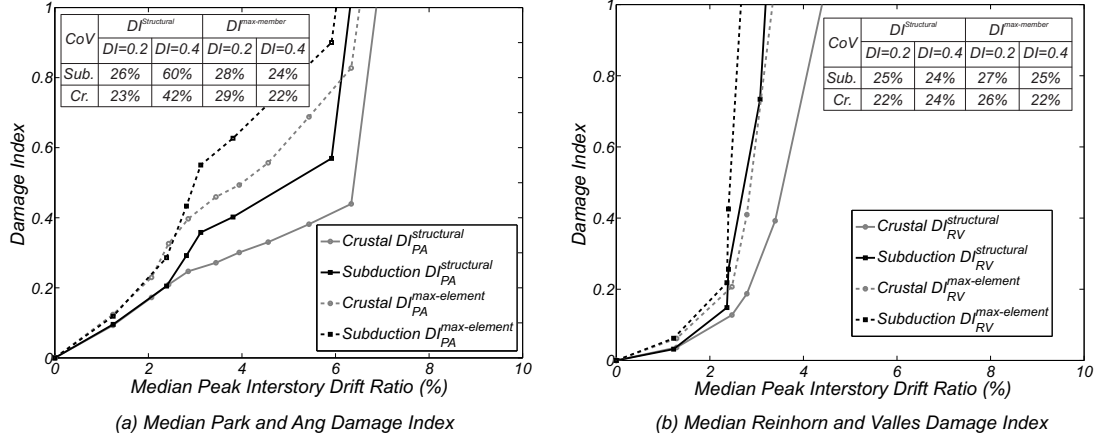 CoV DI^Structural DI^max-member
DI=0.2 DI=0.4 DI=0.2 DI=0.4
Sub. 26% 60% 28% 24%
Cr. 23% 42% 29% 22%
1
0.8
0.6
0.4
0.2
0
Damage Index
0 2 4 6 8 10
Median Peak Interstory Drift Ratio (%)
Crustal DI_PA^structural
Subduction DI_PA^structural
Crustal DI_PA^max-element
Subduction DI_PA^max-element
(a) Median Park and Ang Damage Index
CoV DI^Structural DI^max-member
DI=0.2 DI=0.4 DI=0.2 DI=0.4
Sub. 25% 24% 27% 25%
Cr. 22% 24% 26% 22%
1
0.8
0.6
0.4
0.2
0
Damage Index
0 2 4 6 8 10
Median Peak Interstory Drift Ratio (%)
Crustal DI_RV^structural
Subduction DI_RV^structural
Crustal DI_RV^max-element
Subduction DI_RV^max-element
(b) Median Reinhorn and Valles Damage Index